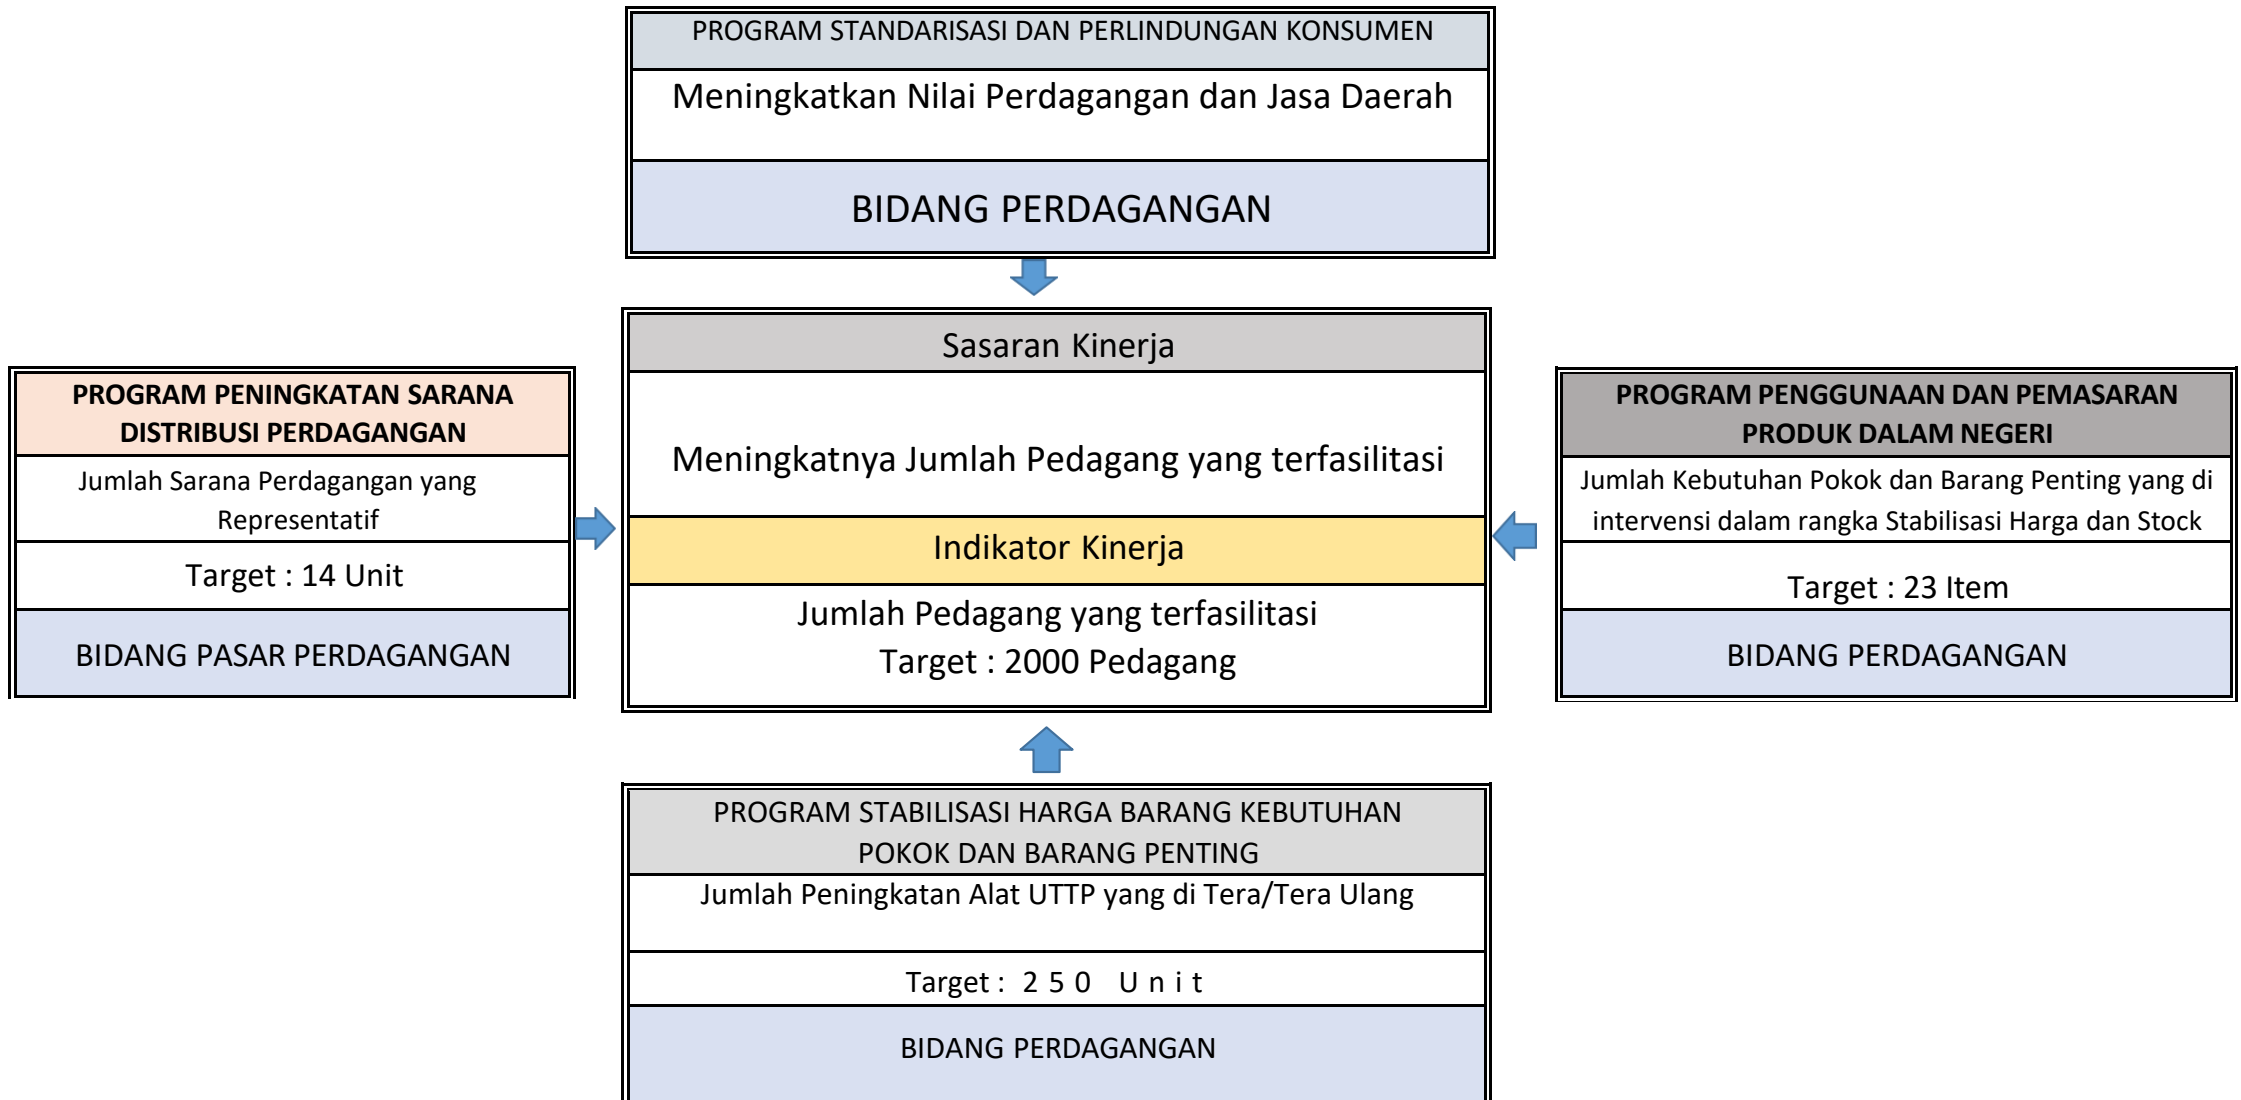 PROGRAM STANDARISASI DAN PERLINDUNGAN KONSUMEN
Meningkatkan Nilai Perdagangan dan Jasa Daerah
BIDANG PERDAGANGAN
Sasaran Kinerja
Meningkatnya Jumlah Pedagang yang terfasilitasi
Indikator Kinerja
Jumlah Pedagang yang terfasilitasi
Target : 2000 Pedagang
PROGRAM PENINGKATAN SARANA
DISTRIBUSI PERDAGANGAN
Jumlah Sarana Perdagangan yang
Representatif
Target : 14 Unit
BIDANG PASAR PERDAGANGAN
PROGRAM PENGGUNAAN DAN PEMASARAN
PRODUK DALAM NEGERI
Jumlah Kebutuhan Pokok dan Barang Penting yang di
intervensi dalam rangka Stabilisasi Harga dan Stock
Target : 23 Item
BIDANG PERDAGANGAN
PROGRAM STABILISASI HARGA BARANG KEBUTUHAN
POKOK DAN BARANG PENTING
Jumlah Peningkatan Alat UTTP yang di Tera/Tera Ulang
Target : 250 Unit
BIDANG PERDAGANGAN